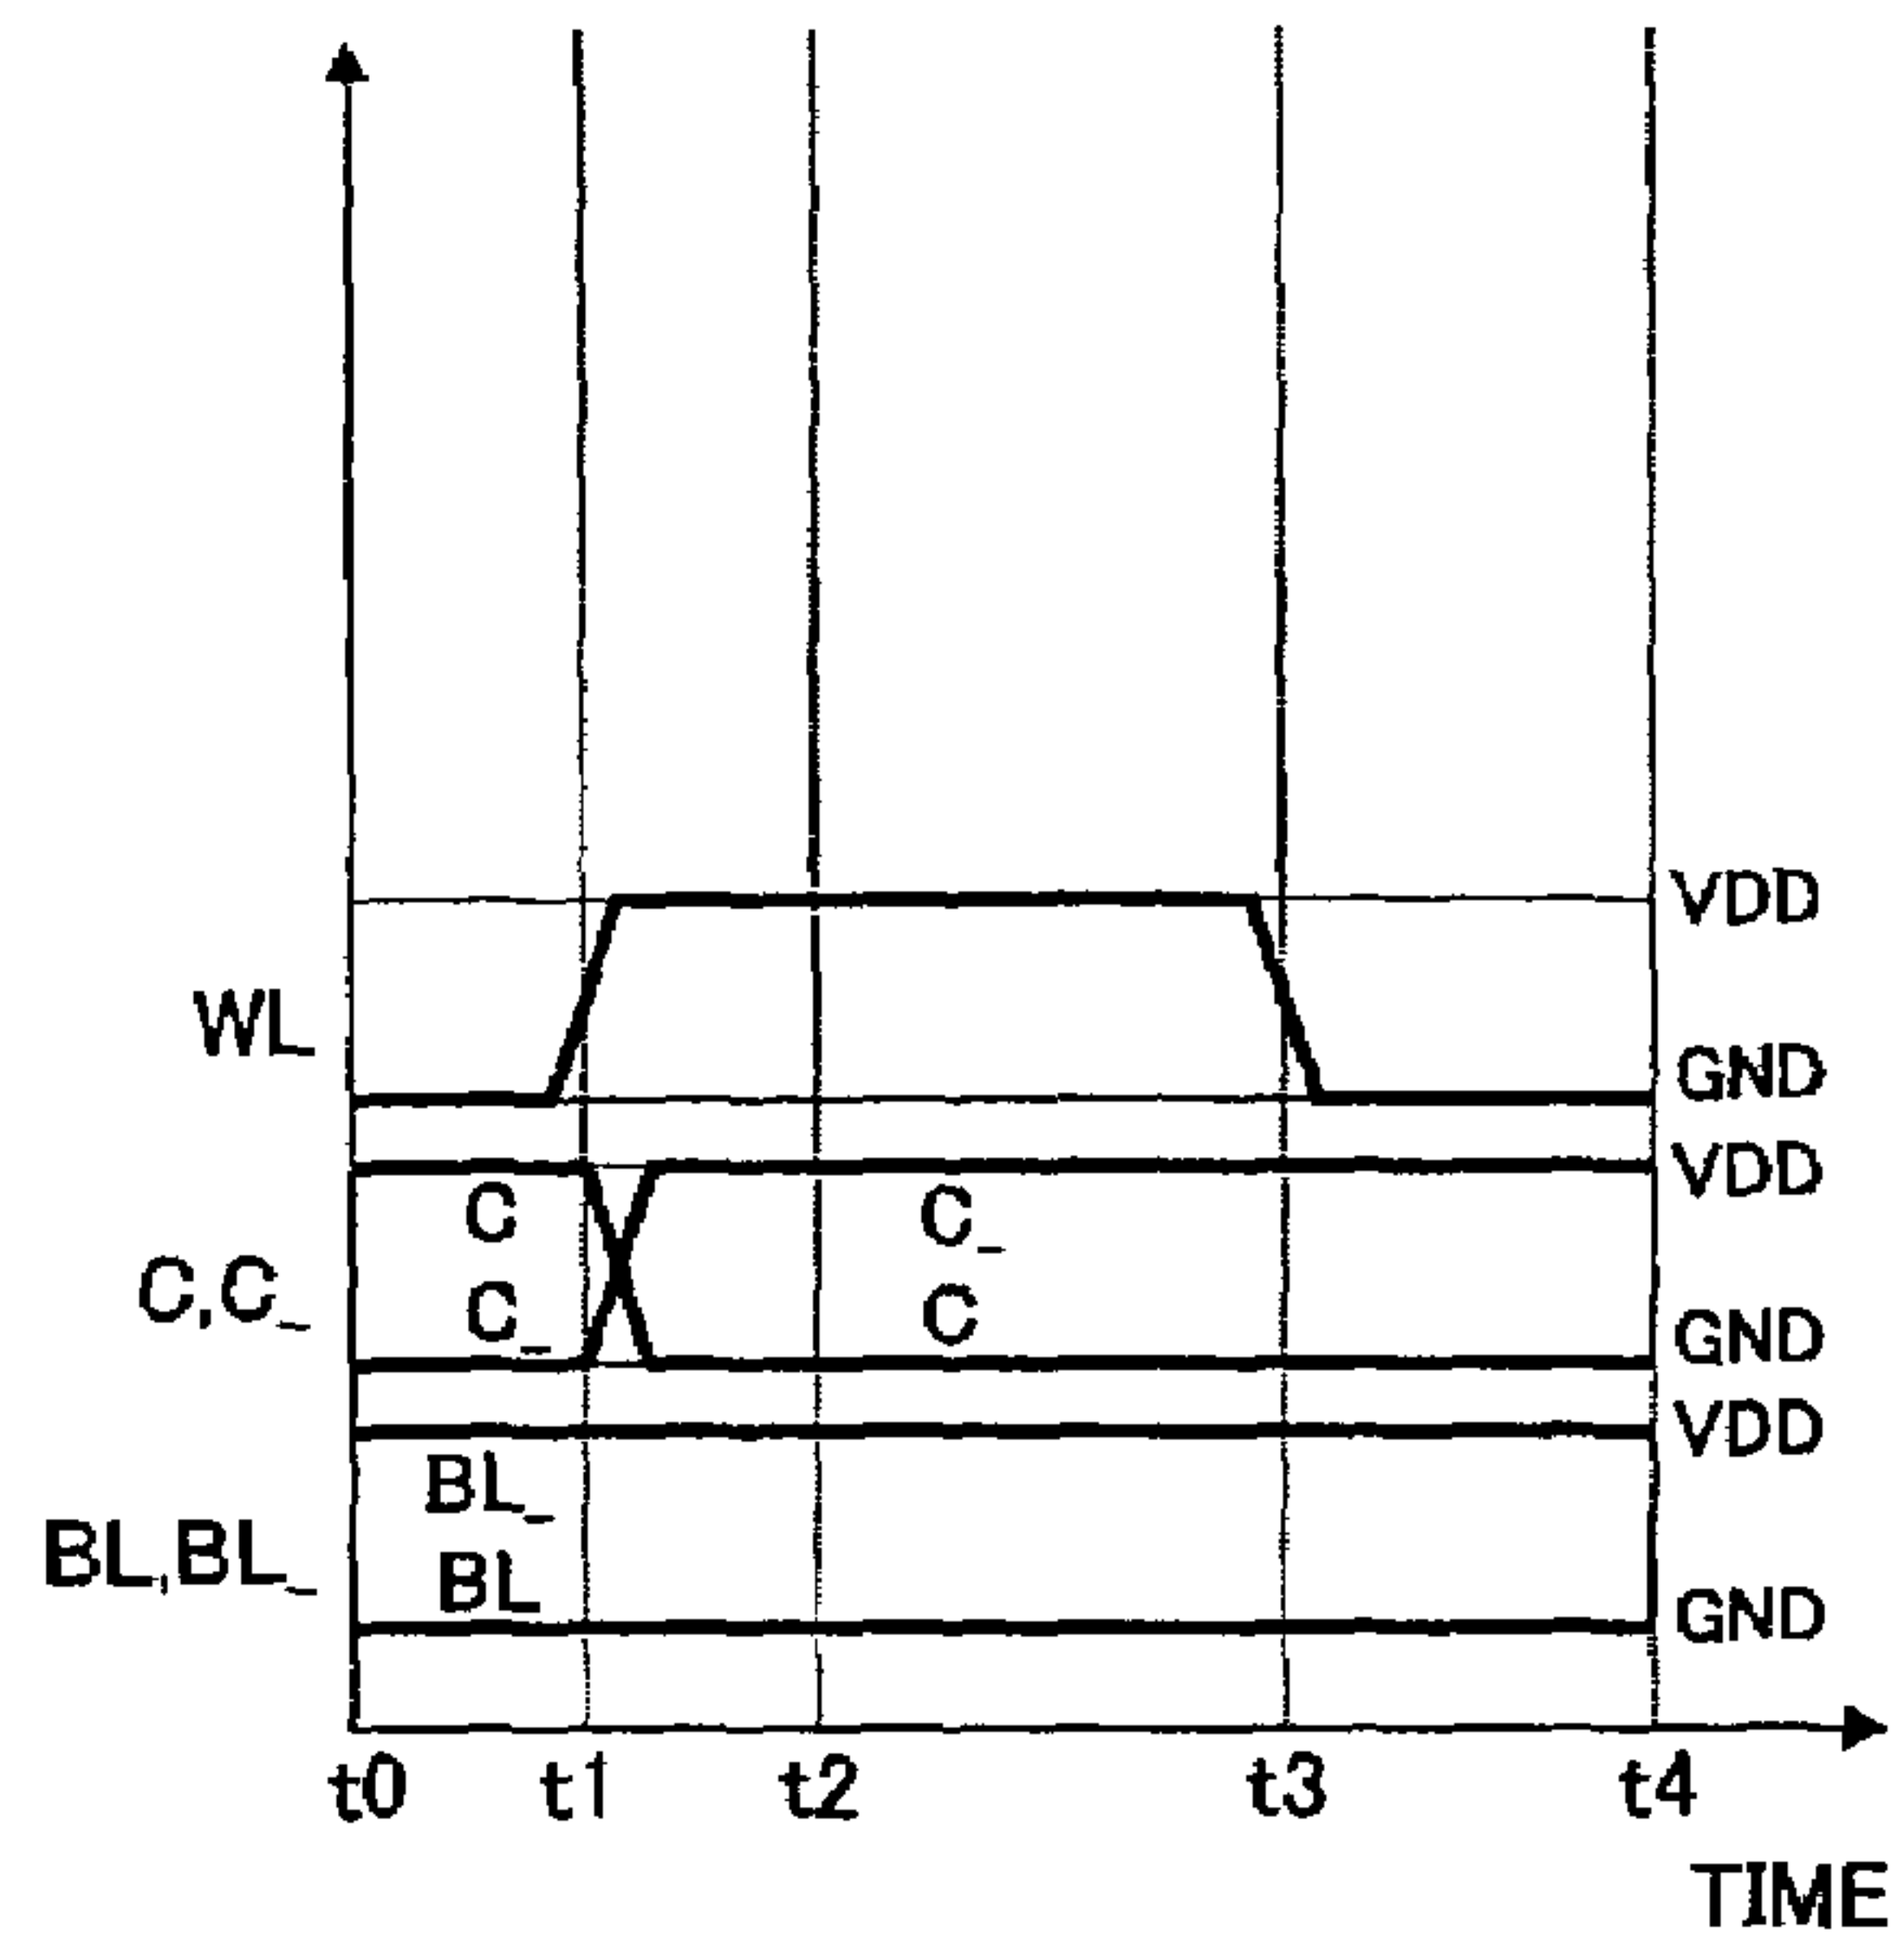 VDD
WL
GND
VDD
C C_
C,C_
C_ C
GND
VDD
BL_
BL,BL_
BL
GND
t0 t1 t2 t3 t4
TIME